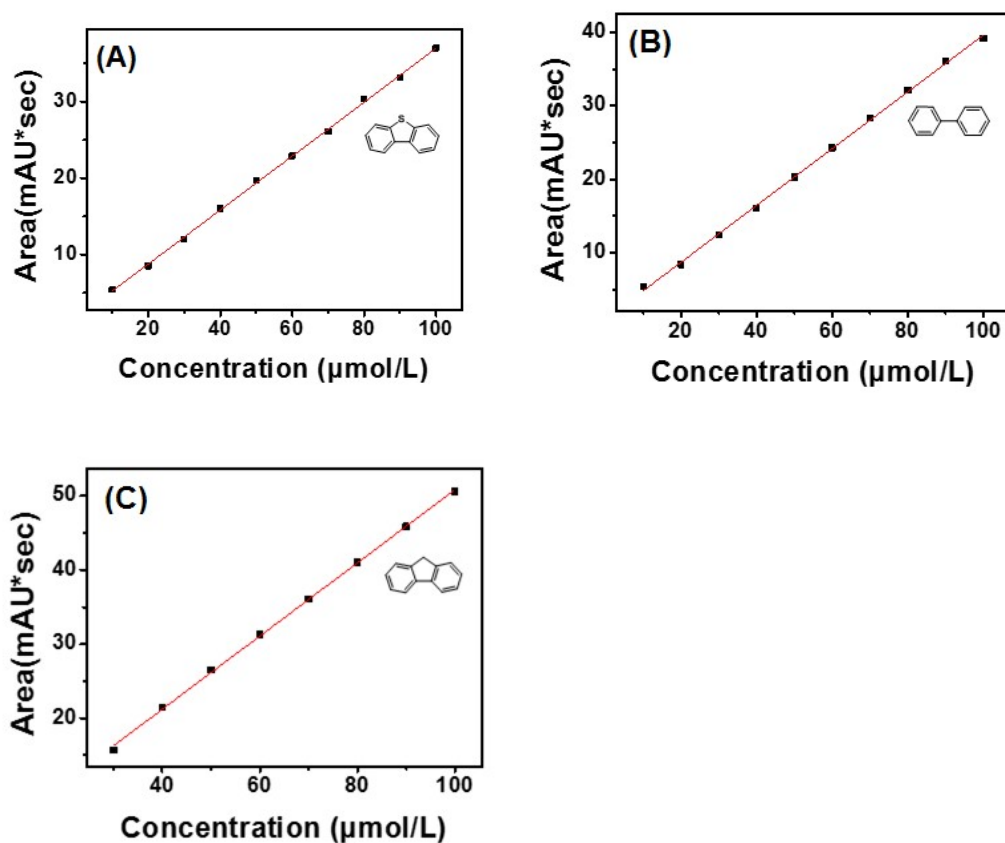 (A)
Area(mAU*sec)
30
20
10
S
20 40 60 80 100
Concentration (µmol/L)
(B)
Area(mAU*sec)
40
30
20
10
20 40 60 80 100
Concentration (µmol/L)
(C)
Area(mAU*sec)
50
40
30
20
40 60 80 100
Concentration (µmol/L)